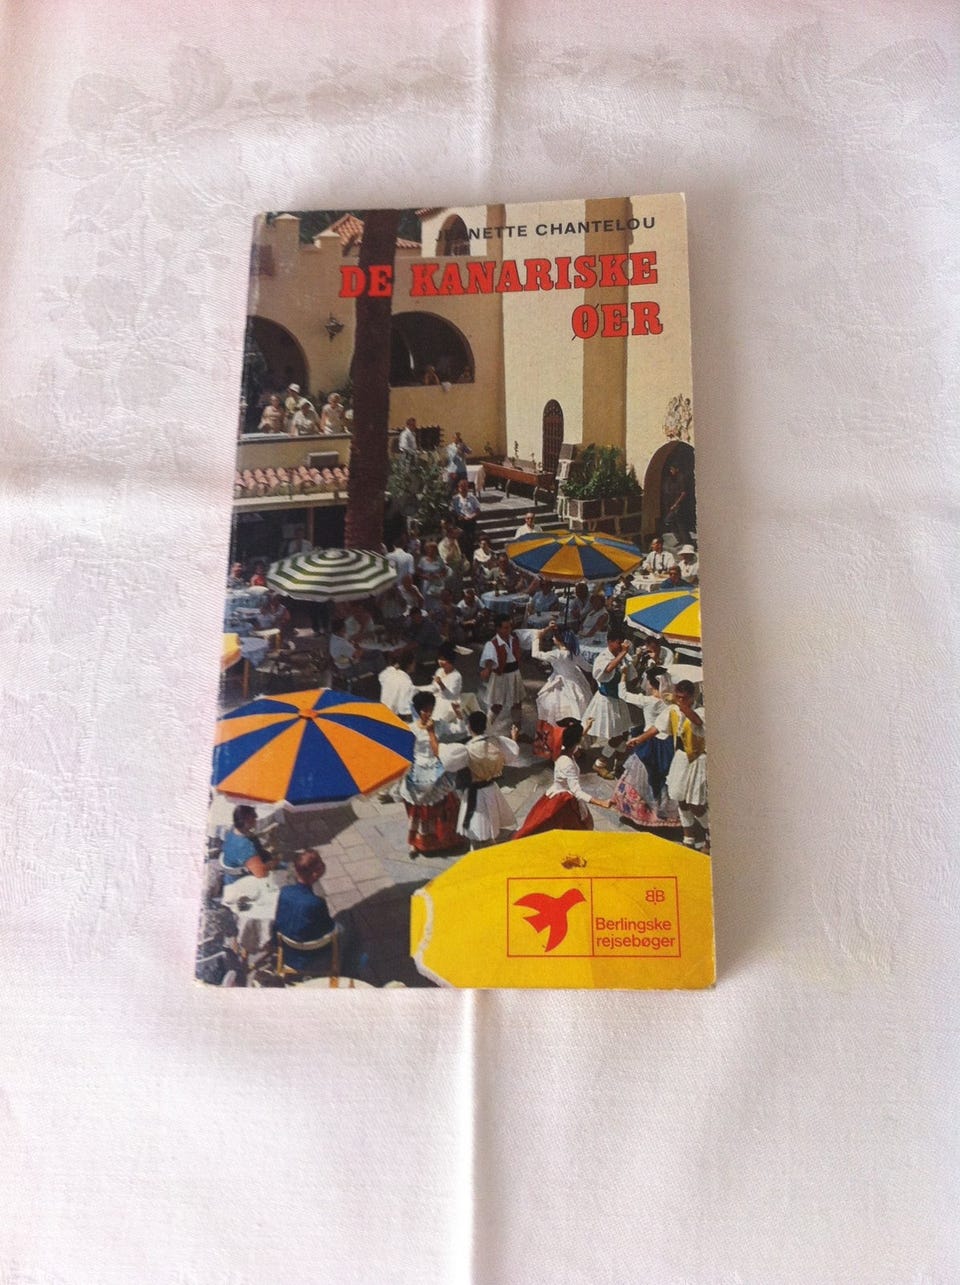 JEANETTE CHANTELOU
DE KANARISKE
ØER
BB
Berlingske
rejsebøger